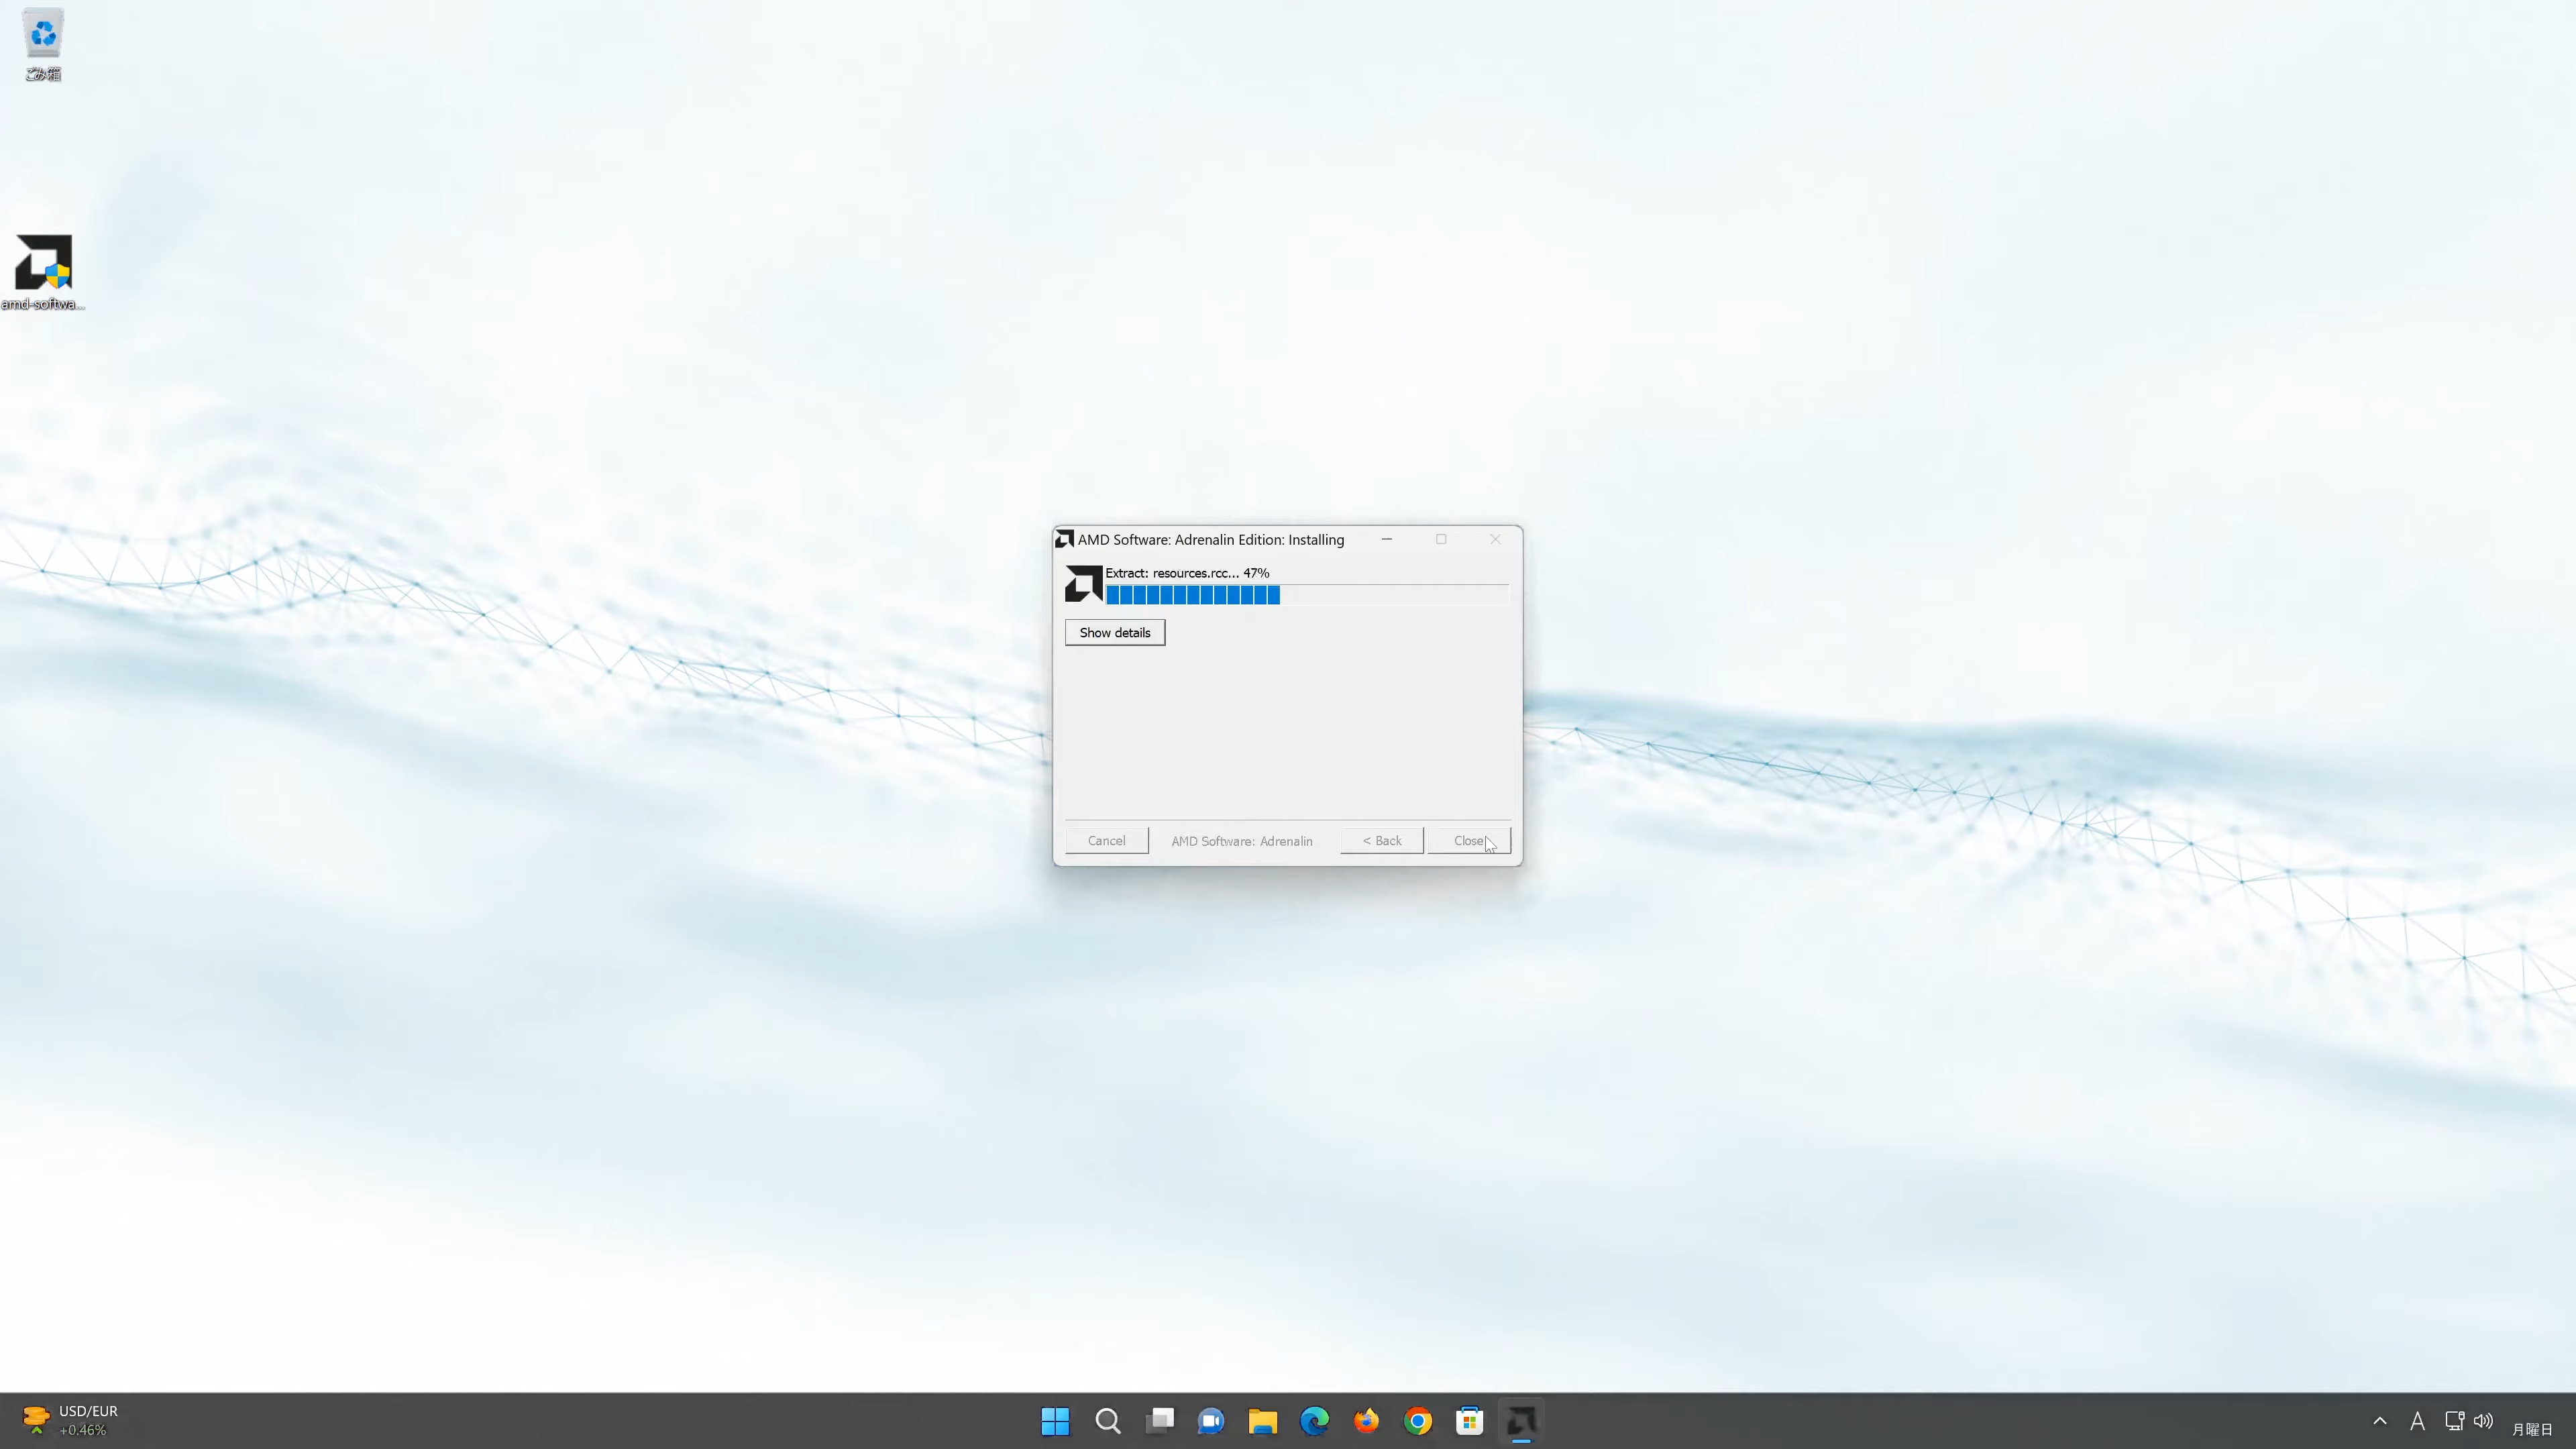 ごみ箱
amd-softwa...
AMD Software: Adrenalin Edition: Installing
Extract: resources.rcc... 47%
Show details
Cancel
AMD Software: Adrenalin
< Back
Close
USD/EUR
+0.46%
A
月曜日